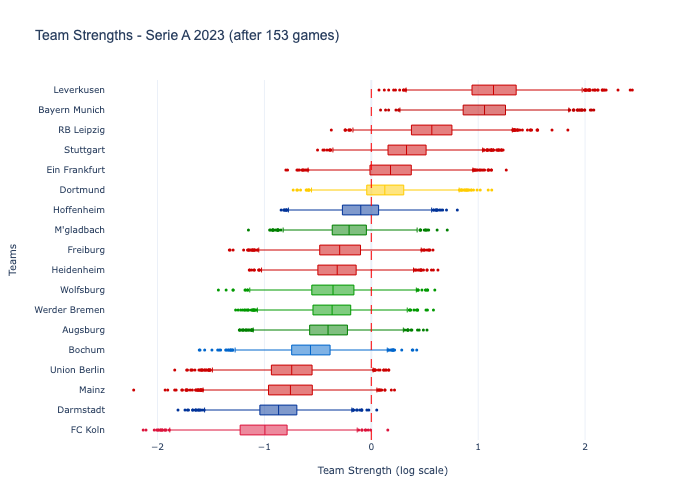 Team Strengths - Serie A 2023 (after 153 games)
Leverkusen
Bayern Munich
RB Leipzig
Stuttgart
Ein Frankfurt
Dortmund
Hoffenheim
M'gladbach
Freiburg
Heidenheim
Wolfsburg
Werder Bremen
Augsburg
Bochum
Union Berlin
Mainz
Darmstadt
FC Koln
Teams
−2 −1 0 1 2
Team Strength (log scale)